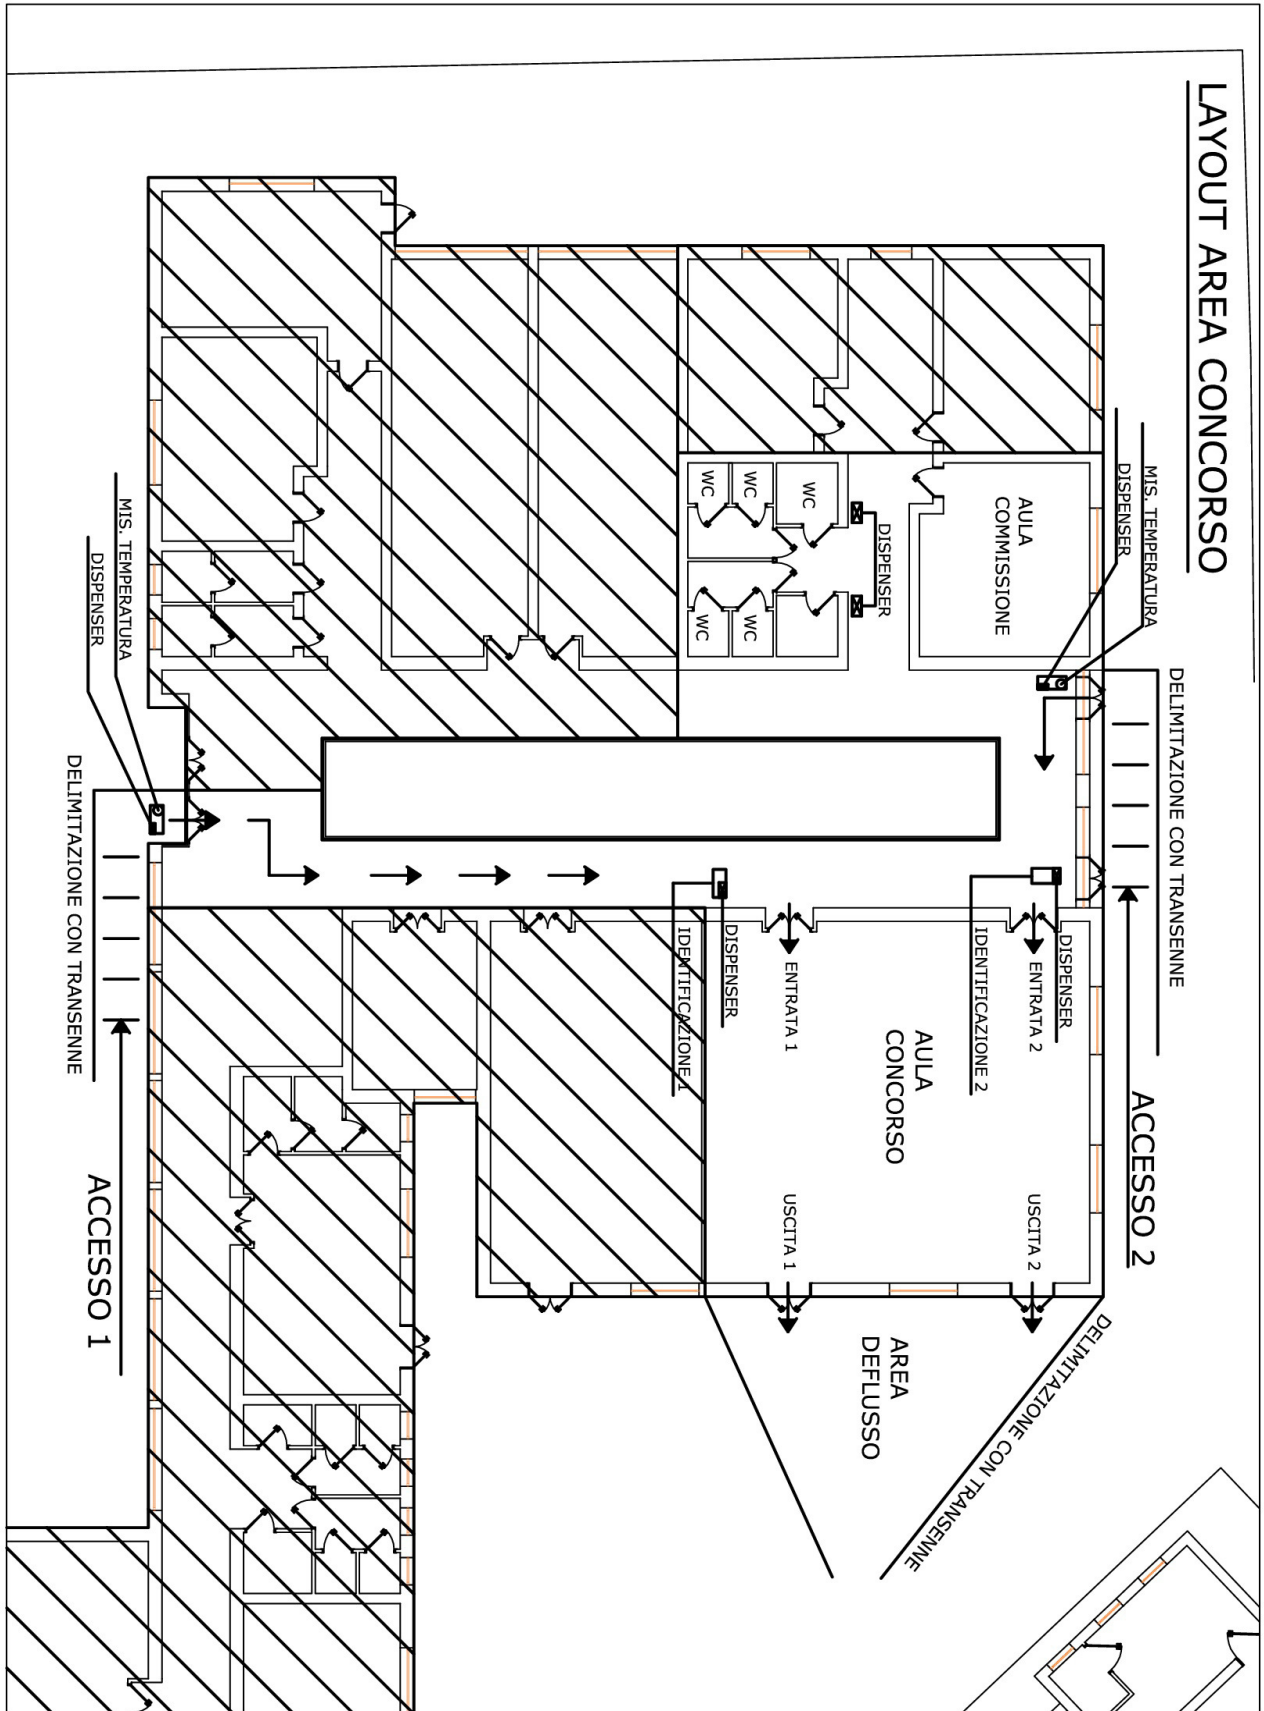 LAYOUT AREA CONCORSO
MIS. TEMPERATURA
DISPENSER
DELIMITAZIONE CON TRANSENNE
ACCESSO 2
AULA
COMMISSIONE
DISPENSER
WC
WC
WC
WC
WC
DISPENSER
ENTRATA 2
IDENTIFICAZIONE 2
USCITA 2
AULA
CONCORSO
ENTRATA 1
DISPENSER
IDENTIFICAZIONE 1
USCITA 1
AREA
DEFLUSSO
DELIMITAZIONE CON TRANSENNE
MIS. TEMPERATURA
DISPENSER
DELIMITAZIONE CON TRANSENNE
ACCESSO 1